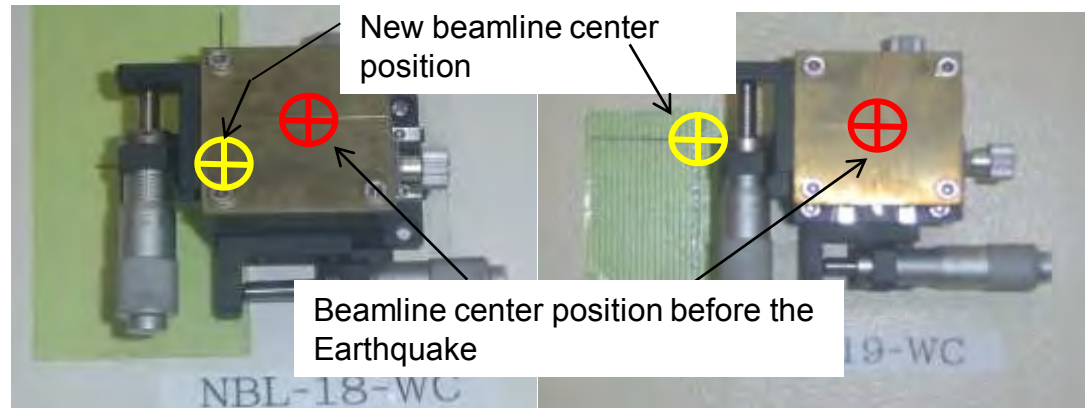 New beamline center
position
Beamline center position before the
Earthquake
NBL-18-WC
19-WC